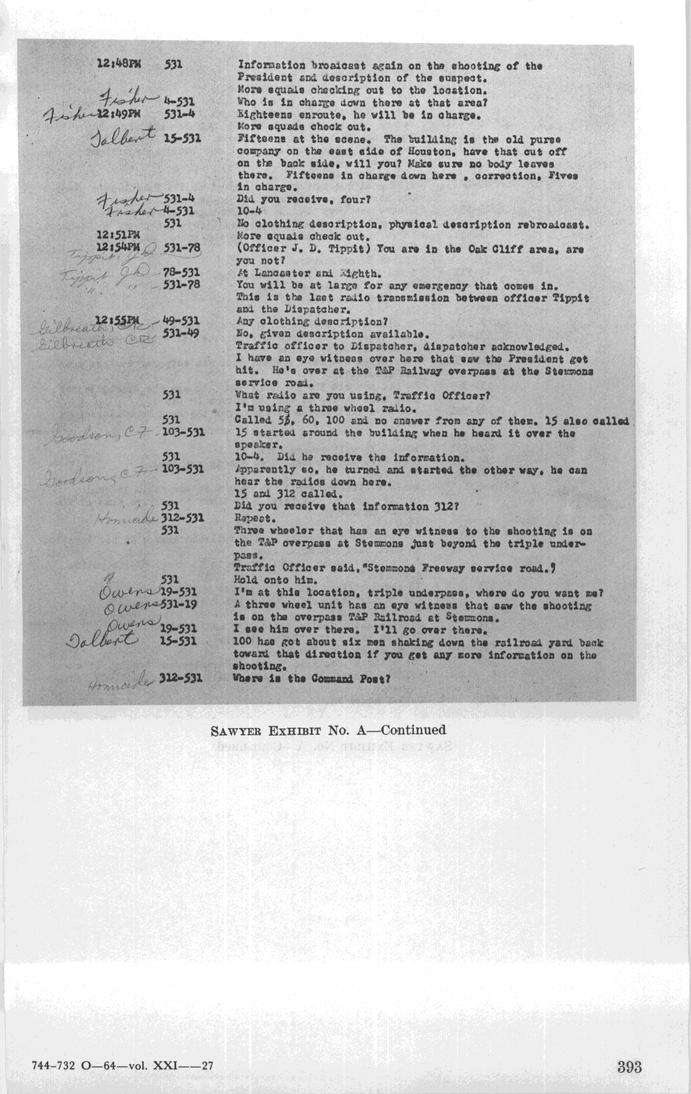 12:48PM 531 Information broadcast again on the shooting of the
President and description of the suspect.
More squads checking out to the location.
Fisher 4-531 Who is in charge down there at that area?
Fisher 12:49PM 531-4 Eighteens enroute, he will be in charge.
More squads check out.
Talbert 15-531 Fifteens at the scene. The building is the old purse
company on the east side of Houston, have that cut off
on the back side, will you? Make sure no body leaves
there. Fifteens in charge down here , correction, Fives
in charge.
Fisher 531-4 Did you receive, four?
Fisher 4-531 10-4
531 No clothing description, physical description rebroadcast.
12:51PM More squads check out.
12:54PM 531-78 (Officer J. D. Tippit) You are in the Oak Cliff area, are
Tippit, J D you not?
Tippit J D 78-531 At Lancaster and Eighth.
" " 531-78 You will be at large for any emergency that comes in.
This is the last radio transmission between officer Tippit
and the Dispatcher.
12:55PM 49-531 Any clothing description?
Gilbreath, CR 531-49 No, given description available.
Gilbreath CR Traffic officer to Dispatcher, dispatcher acknowledged.
I have an eye witness over here that saw the President get
hit. He's over at the T&P Railway overpass at the Stemmons
service road.
531 What radio are you using, Traffic Officer?
I'm using a three wheel radio.
531 Called 5, 60, 100 and no answer from any of them. 15 also called
Goodson, C F 103-531 15 started around the building when he heard it over the
speaker.
531 10-4. Did he receive the information.
Goodson, C F 103-531 Apparently so, he turned and started the other way, he can
hear the radios down here.
15 and 312 called.
531 Did you receive that information 312?
Homicide 312-531 Repeat.
531 Three wheeler that has an eye witness to the shooting is on
the T&P overpass at Stemmons just beyond the triple under-
pass.
Traffic Officer said, "Stemmons Freeway service road."
531 Hold onto him.
Owens 19-531 I'm at this location, triple underpass, where do you want me?
Owens 531-19 A three wheel unit has an eye witness that saw the shooting
is on the overpass T&P Railroad at Stemmons.
Owens 19-531 I see him over there. I'll go over there.
Talbert 15-531 100 has got about six men shaking down the railroad yard back
toward that direction if you get any more information on the
shooting.
Homicide 312-531 Where is the Command Post?
SAWYER EXHIBIT No. A—Continued
744-732 O—64—vol. XXI——27
393